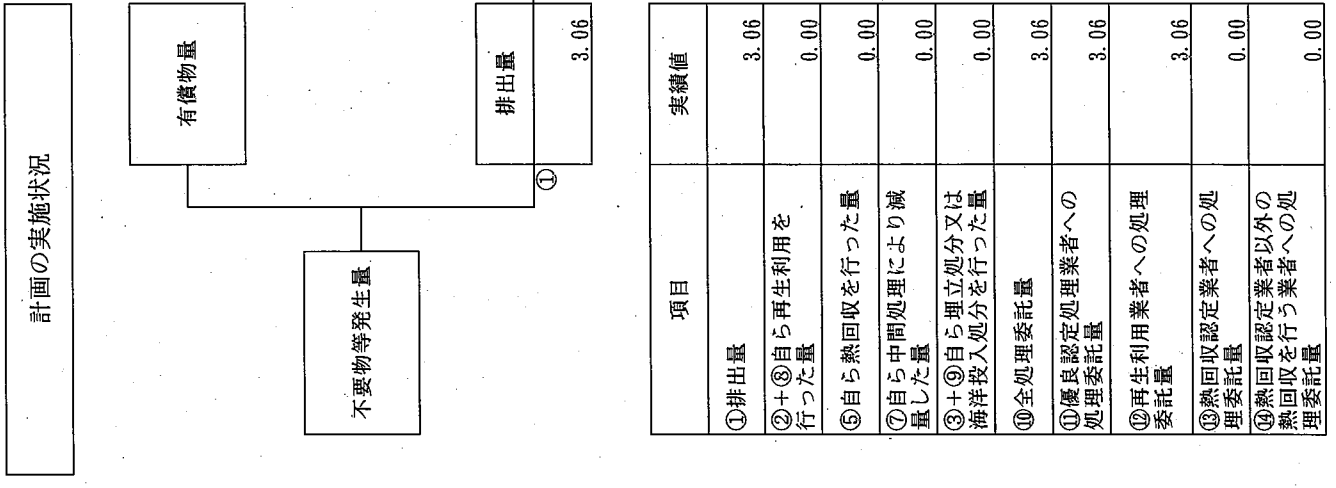 計画の実施状況
有償物量
不要物等発生量
排出量
①
3.06
項目 実績値
①排出量 3.06
②+⑧自ら再生利用を
行った量 0.00
⑤自ら熱回収を行った量 0.00
⑦自ら中間処理により減
量した量 0.00
③+⑨自ら埋立処分又は
海洋投入処分を行った量 0.00
⑩全処理委託量 3.06
⑪優良認定処理業者への
処理委託量 3.06
⑫再生利用業者への処理
委託量 3.06
⑬熱回収認定業者への処
理委託量 0.00
⑭熱回収認定業者以外の
熱回収を行う業者への処
理委託量 0.00